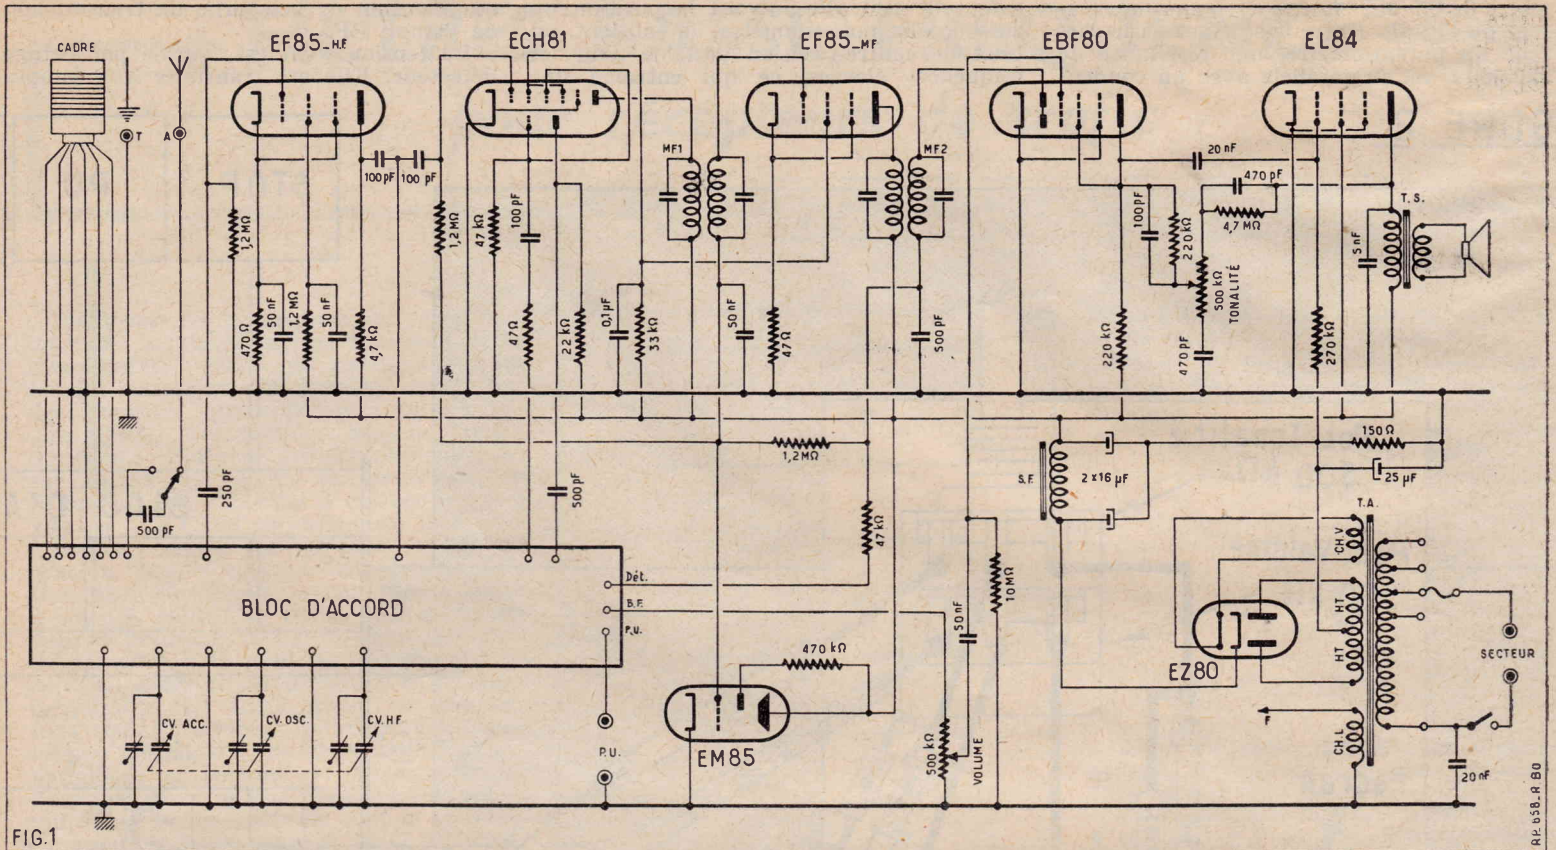 CADRE
EF85_H.F.
ECH81
EF85_MF
EBF80
EL84
T
A
100 pF
100 pF
MF1
MF2
20 nF
470 pF
4,7 MΩ
T.S.
1,2 MΩ
1,2 MΩ
47 kΩ
100 pF
100 pF
220 kΩ
500 kΩ
TONALITÉ
5 nF
470 Ω
50 nF
1,2 MΩ
50 nF
4,7 kΩ
47 Ω
22 kΩ
0,1 µF
33 kΩ
50 nF
47 Ω
500 pF
220 kΩ
470 pF
270 kΩ
150 Ω
25 µF
1,2 MΩ
S.F.
2 x 16 µF
250 pF
500 pF
500 pF
47 kΩ
T.A.
CH.V
HT
HT
CH.L
Dét.
B.F.
P.U.
BLOC D'ACCORD
10 MΩ
50 nF
EZ80
SECTEUR
470 kΩ
CV. ACC.
CV. OSC.
CV. H.F.
P.U.
EM85
500 kΩ
VOLUME
F
20 nF
FIG.1